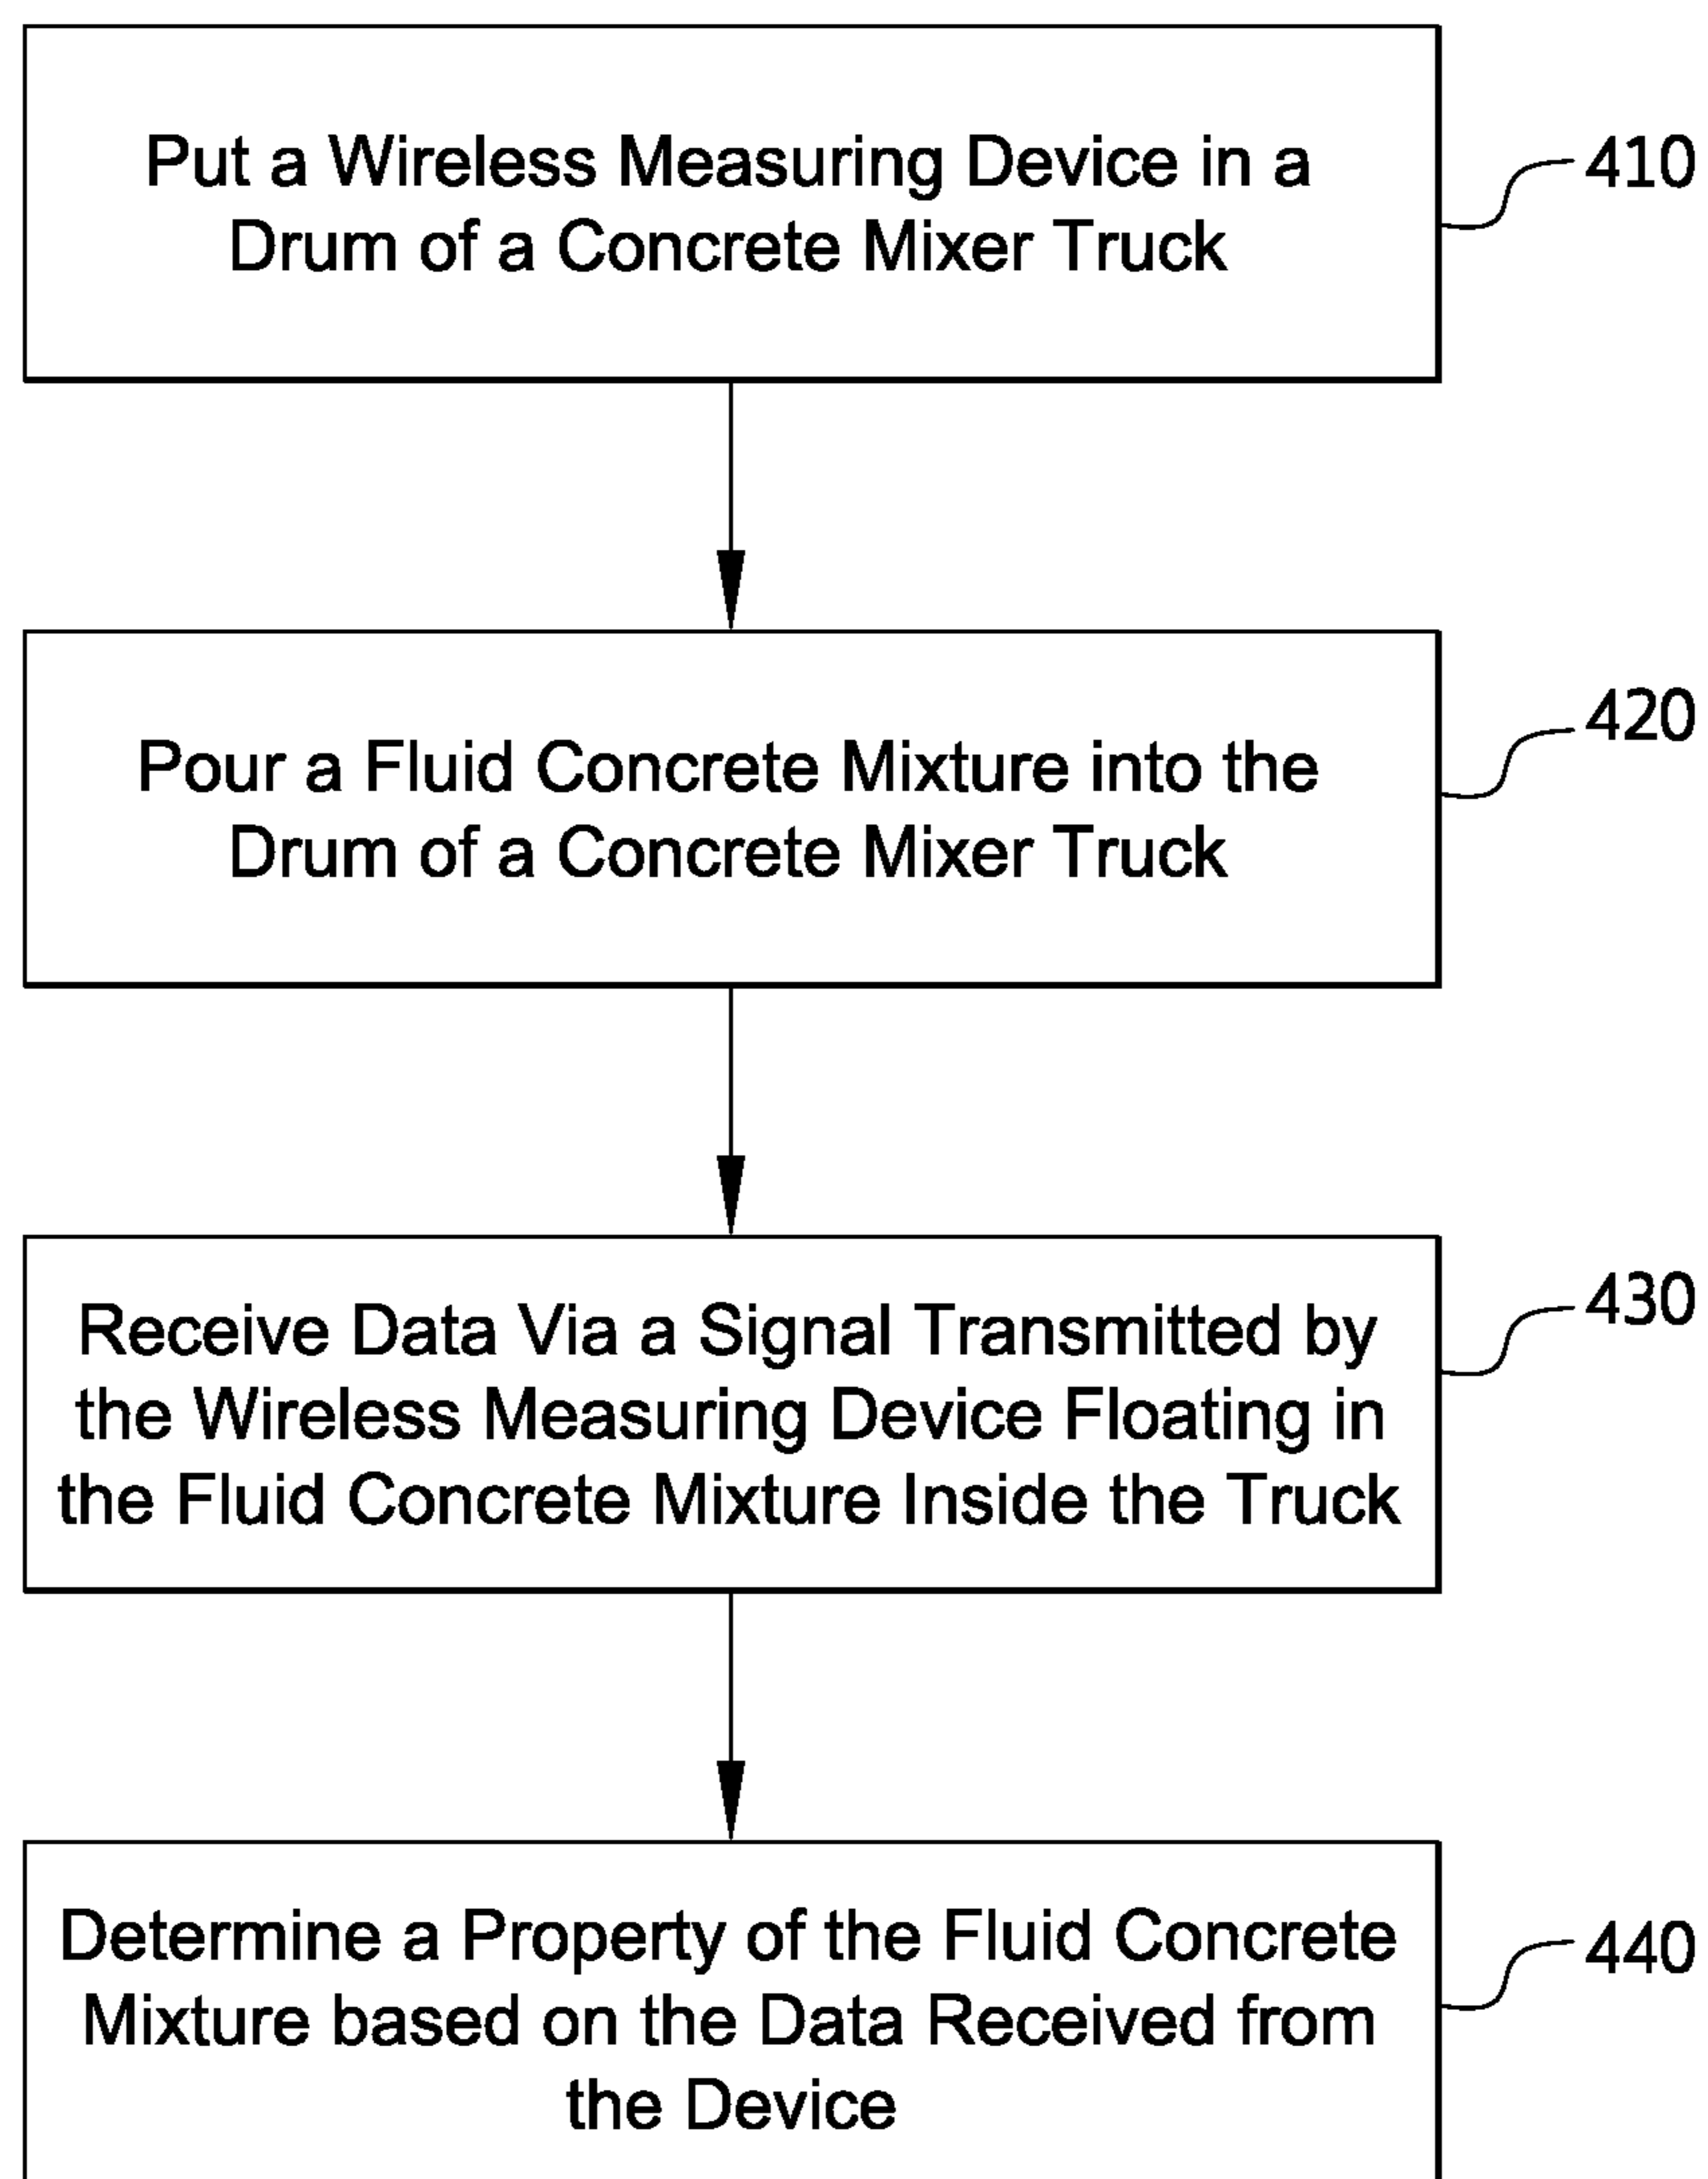 Put a Wireless Measuring Device in a
Drum of a Concrete Mixer Truck
410
Pour a Fluid Concrete Mixture into the
Drum of a Concrete Mixer Truck
420
Receive Data Via a Signal Transmitted by
the Wireless Measuring Device Floating in
the Fluid Concrete Mixture Inside the Truck
430
Determine a Property of the Fluid Concrete
Mixture based on the Data Received from
the Device
440